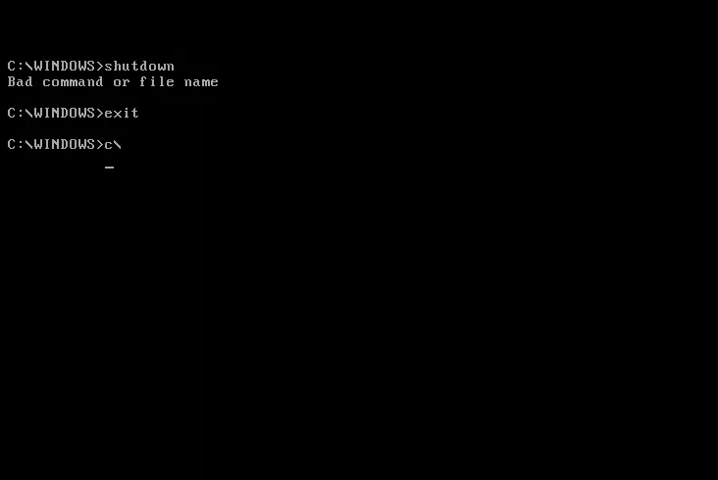 C:\WINDOWS>shutdown
Bad command or file name
C:\WINDOWS>exit
C:\WINDOWS>c\